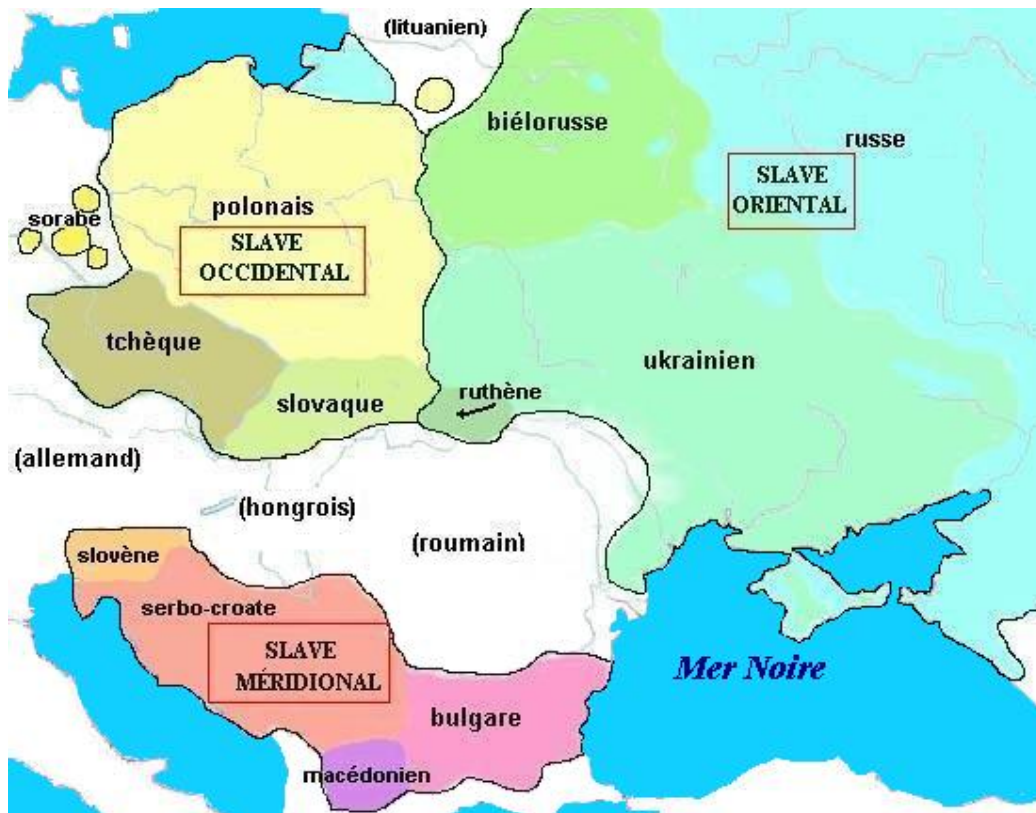 (lituanien)
biélorusse
russe
SLAVE
ORIENTAL
sorabe
polonais
SLAVE
OCCIDENTAL
tchèque
slovaque
ruthène
ukrainien
(allemand)
(hongrois)
(roumain)
slovène
serbo-croate
SLAVE
MÉRIDIONAL
Mer Noire
bulgare
macédonien